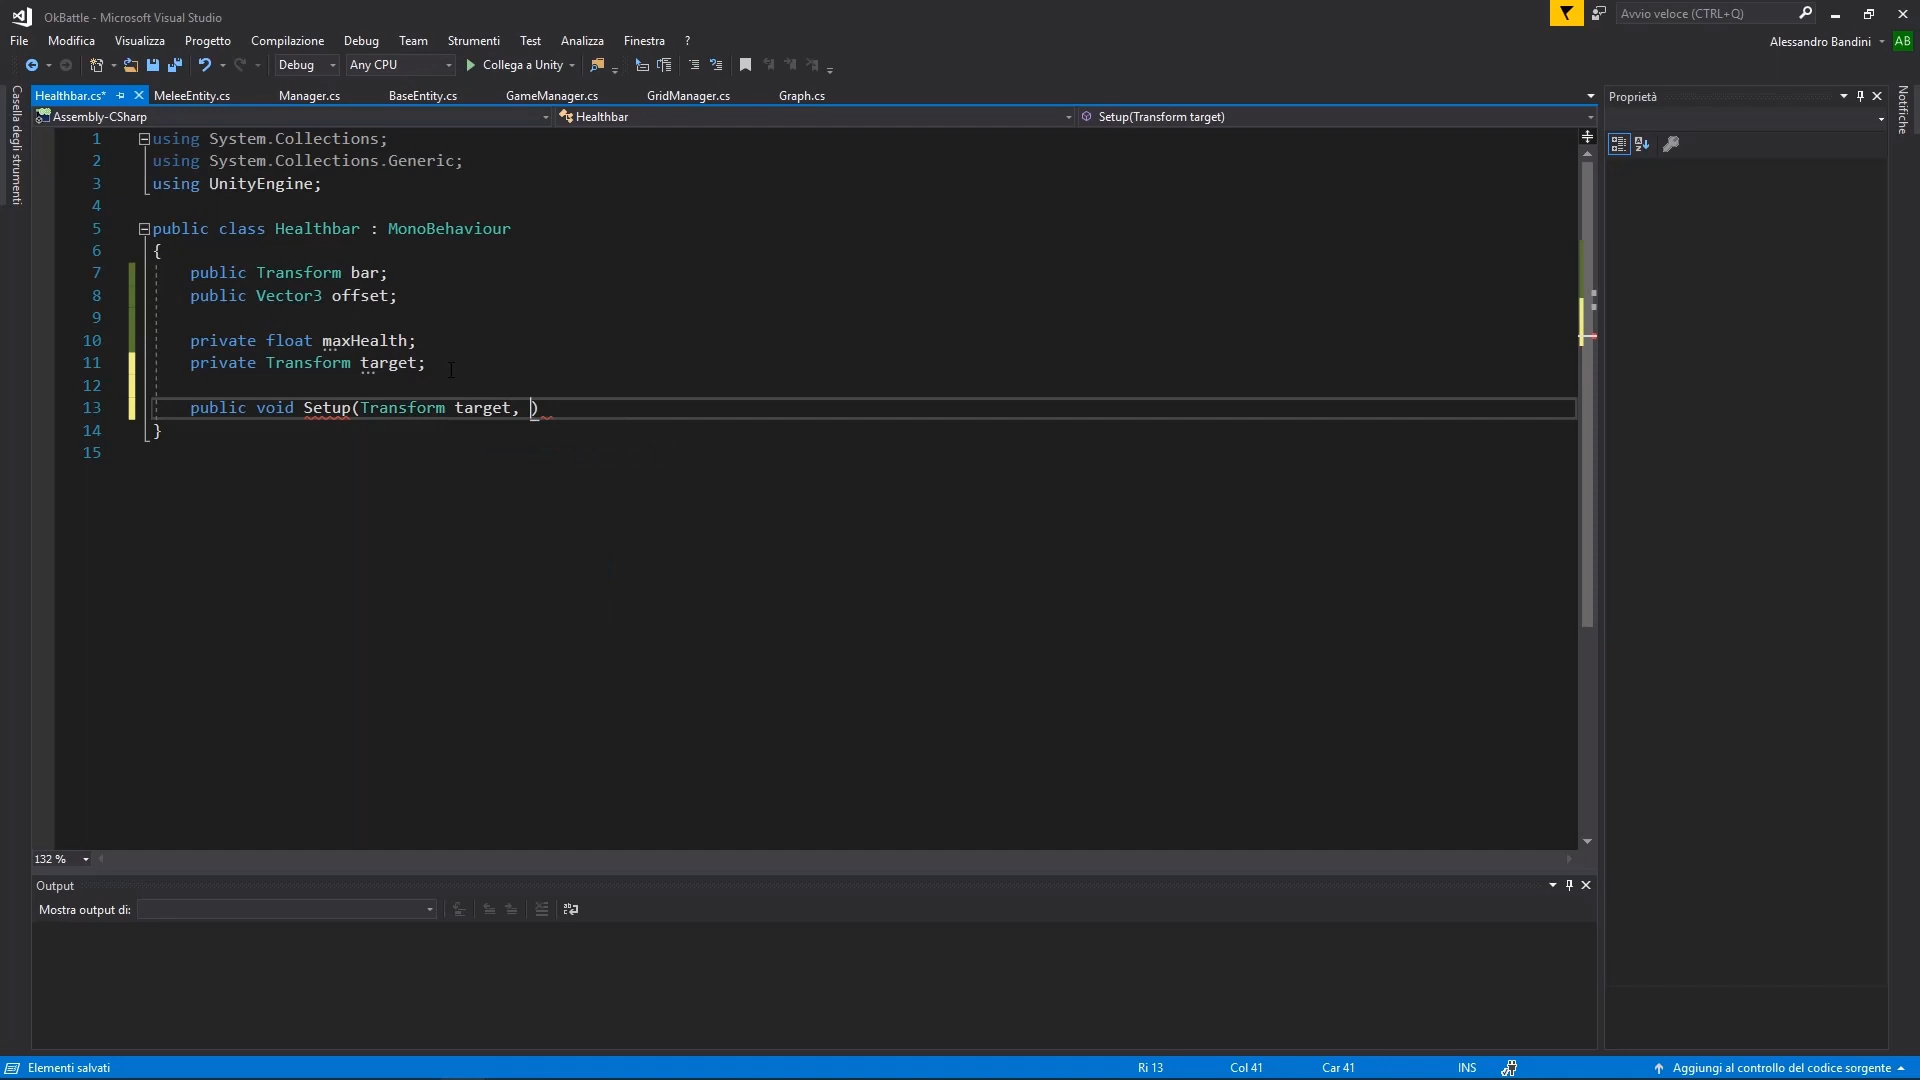 OkBattle - Microsoft Visual Studio
Avvio veloce (CTRL+Q)
File Modifica Visualizza Progetto Compilazione Debug Team Strumenti Test Analizza Finestra ?
Alessandro Bandini AB
Debug Any CPU Collega a Unity
Casella degli strumenti
Healthbar.cs* MeleeEntity.cs Manager.cs BaseEntity.cs GameManager.cs GridManager.cs Graph.cs
Proprietà
Notifiche
Assembly-CSharp Healthbar Setup(Transform target)
1 using System.Collections;
2 using System.Collections.Generic;
3 using UnityEngine;
4
5 public class Healthbar : MonoBehaviour
6 {
7 public Transform bar;
8 public Vector3 offset;
9
10 private float maxHealth;
11 private Transform target;
12
13 public void Setup(Transform target, )
14 }
15
132 %
Output
Mostra output di:
Elementi salvati Ri 13 Col 41 Car 41 INS Aggiungi al controllo del codice sorgente